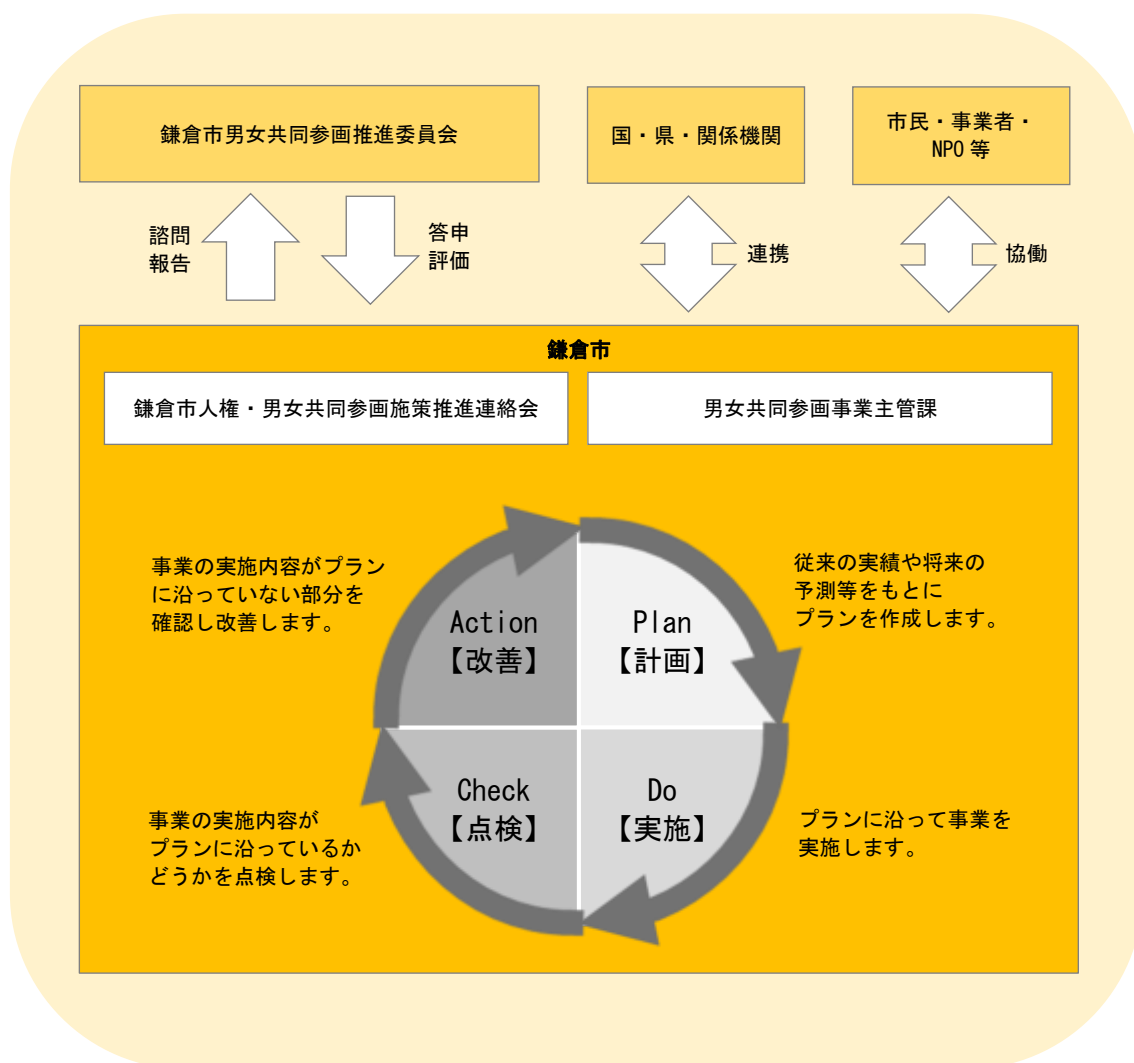 鎌倉市男女共同参画推進委員会
国・県・関係機関
市民・事業者・
NPO 等
諮問
報告
答申
評価
連携
協働
鎌倉市
鎌倉市人権・男女共同参画施策推進連絡会
男女共同参画事業主管課
事業の実施内容がプラン
に沿っていない部分を
確認し改善します。
Action
【改善】
Plan
【計画】
従来の実績や将来の
予測等をもとに
プランを作成します。
事業の実施内容が
プランに沿っているか
どうかを点検します。
Check
【点検】
Do
【実施】
プランに沿って事業を
実施します。